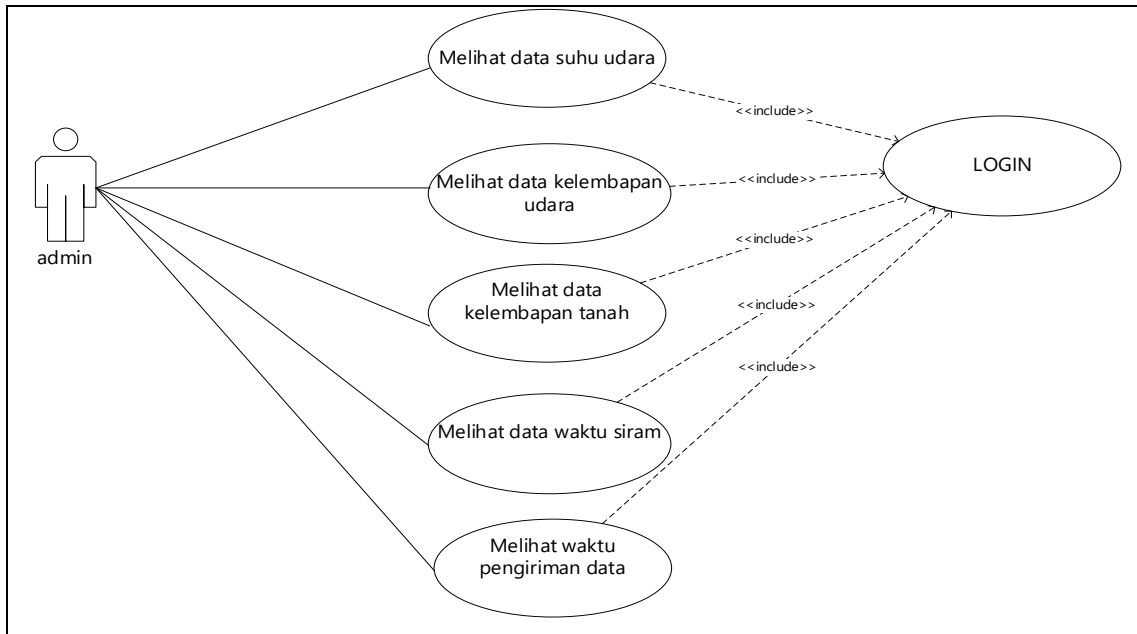 Melihat data suhu
udara
<<include>>
LOGIN
Melihat data kelembapan
udara
<<include>>
admin
<<include>>
Melihat data
kelembapan tanah
<<include>>
<<include>>
Melihat data waktu siram
Melihat waktu
pengiriman data